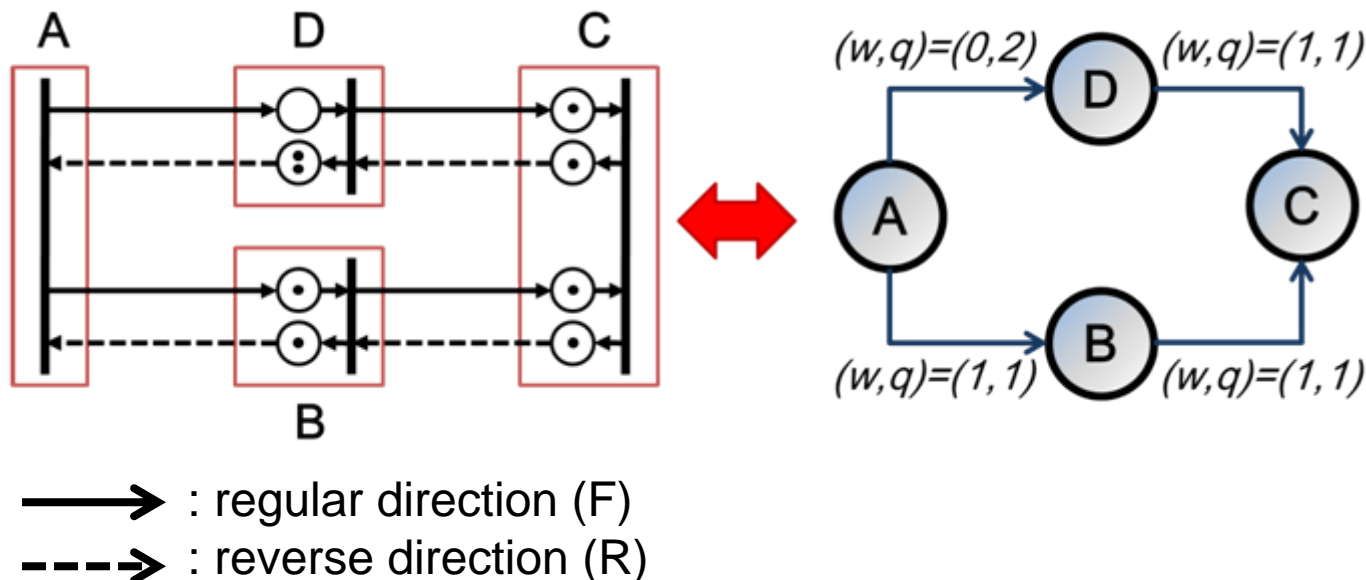 A D C
B
(w,q)=(0,2) (w,q)=(1,1)
D
A C
B
(w,q)=(1,1) (w,q)=(1,1)
: regular direction (F)
: reverse direction (R)